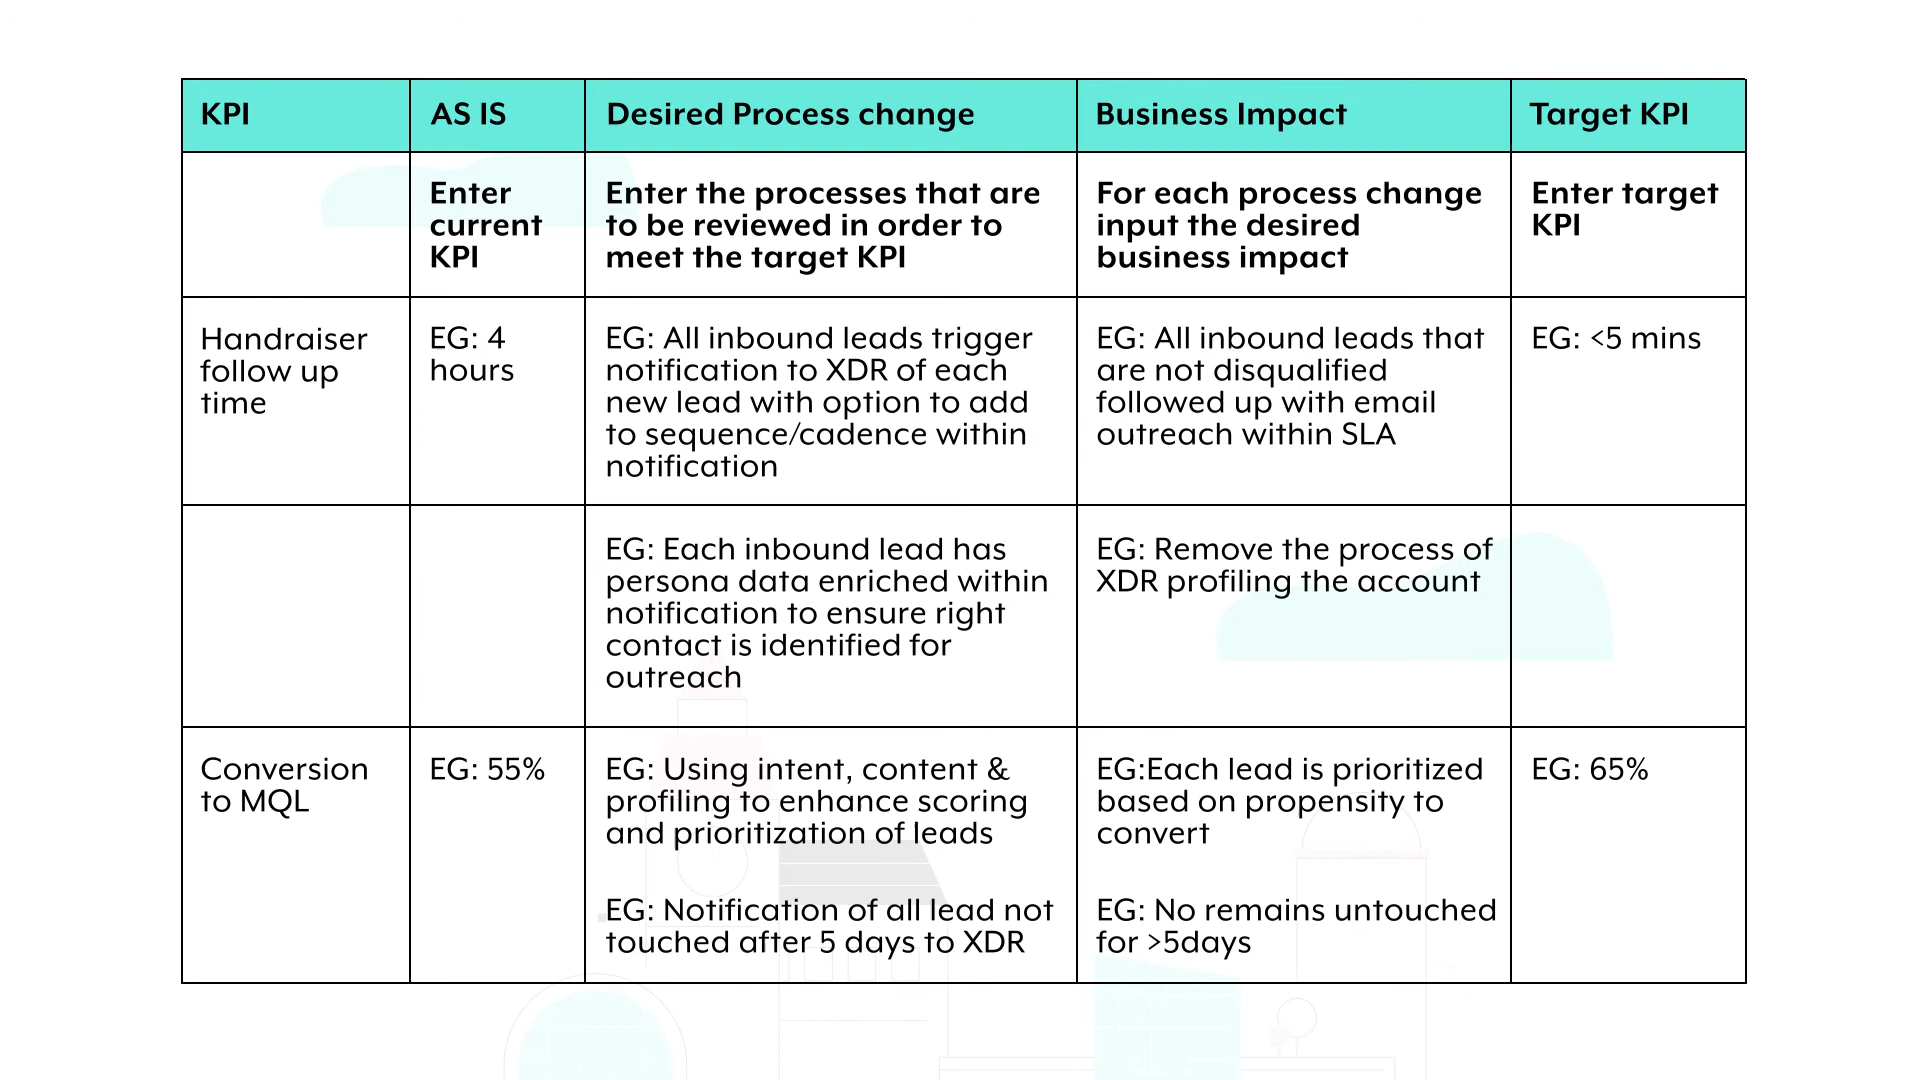 KPI
AS IS
Desired Process change
Business Impact
Target KPI
Enter
current
KPI
Enter the processes that are
to be reviewed in order to
meet the target KPI
For each process change
input the desired
business impact
Enter target
KPI
Handraiser
follow up
time
EG: 4
hours
EG: All inbound leads trigger
notification to XDR of each
new lead with option to add
to sequence/cadence within
notification
EG: All inbound leads that
are not disqualified
followed up with email
outreach within SLA
EG: <5 mins
EG: Each inbound lead has
persona data enriched within
notification to ensure right
contact is identified for
outreach
EG: Remove the process of
XDR profiling the account
Conversion
to MQL
EG: 55%
EG: Using intent, content &
profiling to enhance scoring
and prioritization of leads
EG: Notification of all lead not
touched after 5 days to XDR
EG:Each lead is prioritized
based on propensity to
convert
EG: No remains untouched
for >5days
EG: 65%